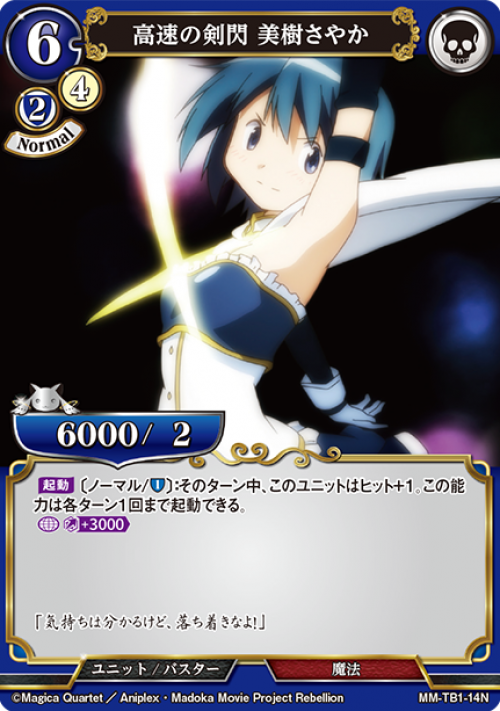 6
高速の剣閃 美樹さやか
2
4
Normal
6000/ 2
起動 〔ノーマル/1〕:そのターン中、このユニットはヒット+1。この能
力は各ターン1回まで起動できる。
+3000
「気持ちは分かるけど、落ち着きなよ!」
ユニット / バスター
魔法
©Magica Quartet / Aniplex・Madoka Movie Project Rebellion
MM-TB1-14N